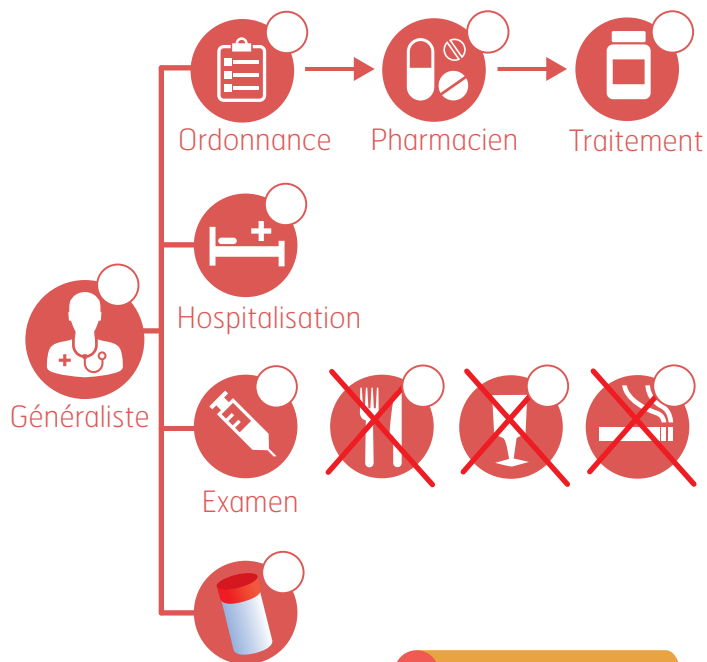 Ordonnance
Pharmacien
Traitement
Hospitalisation
Généraliste
Examen